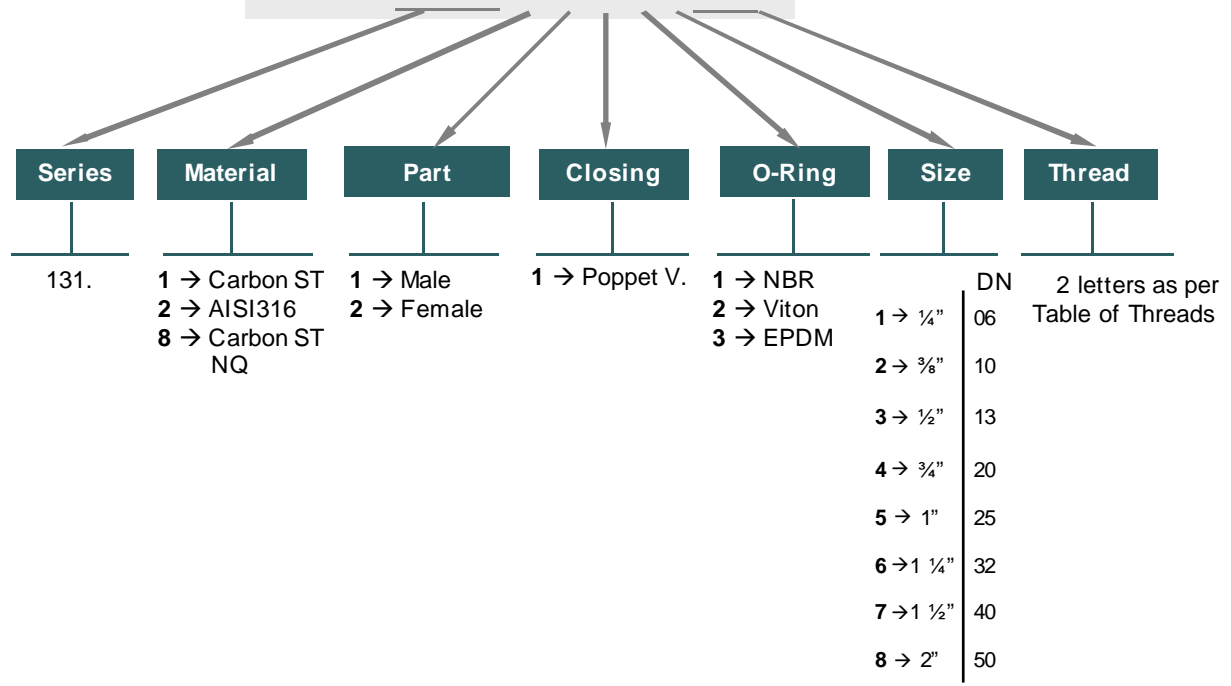 Series Material Part Closing O-Ring Size Thread
131.
1 → Carbon ST
2 → AISI316
8 → Carbon ST
NQ
1 → Male
2 → Female
1 → Poppet V.
1 → NBR
2 → Viton
3 → EPDM
DN
1 → ¼” 06
2 → ⅜” 10
3 → ½” 13
4 → ¾” 20
5 → 1” 25
6 →1 ¼” 32
7 →1 ½” 40
8 → 2” 50
2 letters as per
Table of Threads